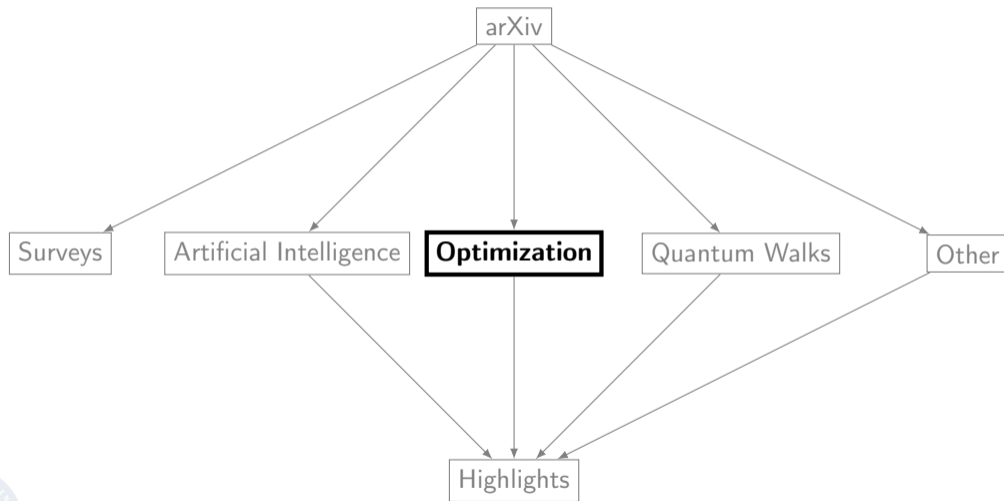 arXiv
Surveys
Artificial Intelligence
Optimization
Quantum Walks
Other
Highlights